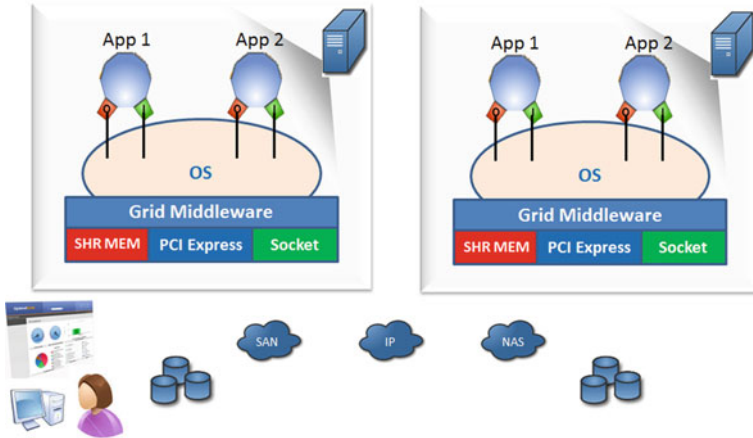 App 1 App 2
OS
Grid Middleware
SHR MEM PCI Express Socket
App 1 App 2
OS
Grid Middleware
SHR MEM PCI Express Socket
SAN IP NAS